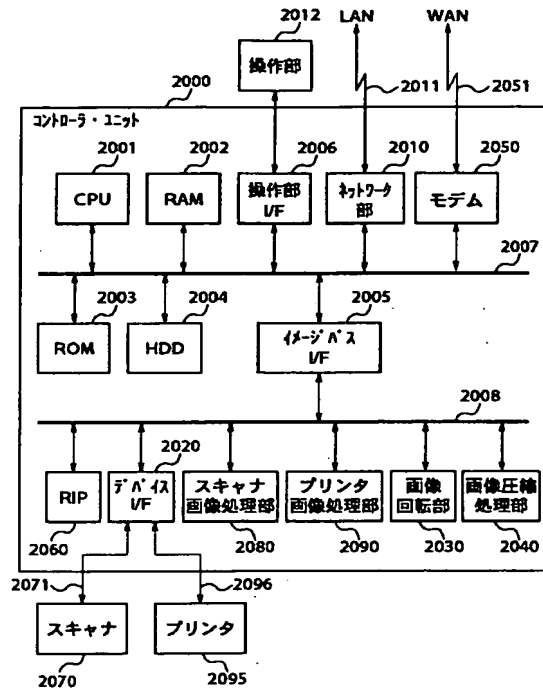 2012
LAN
WAN
操作部
2011
2051
2000
コントローラ・ユニット
2001
2002
2006
2010
2050
CPU
RAM
操作部
I/F
ネットワーク
部
モデム
2007
2003
2004
2005
ROM
HDD
イメージバス
I/F
2008
2020
RIP
デバイス
I/F
スキャナ
画像処理部
プリンタ
画像処理部
画像
回転部
画像圧縮
処理部
2060
2080
2090
2030
2040
2071
2096
スキャナ
プリンタ
2070
2095